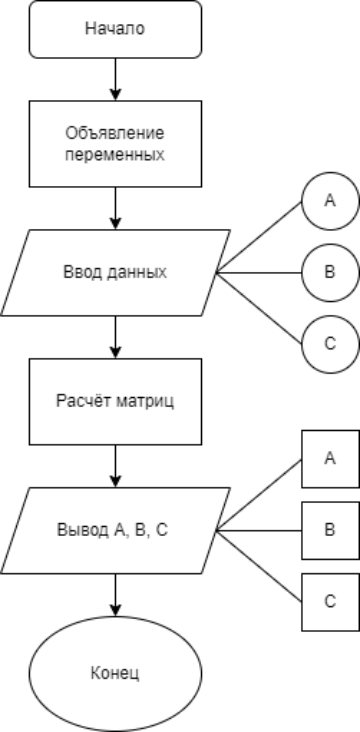 Начало
Объявление
переменных
Ввод данных
A
B
C
Расчёт матриц
Вывод A, B, C
A
B
C
Конец